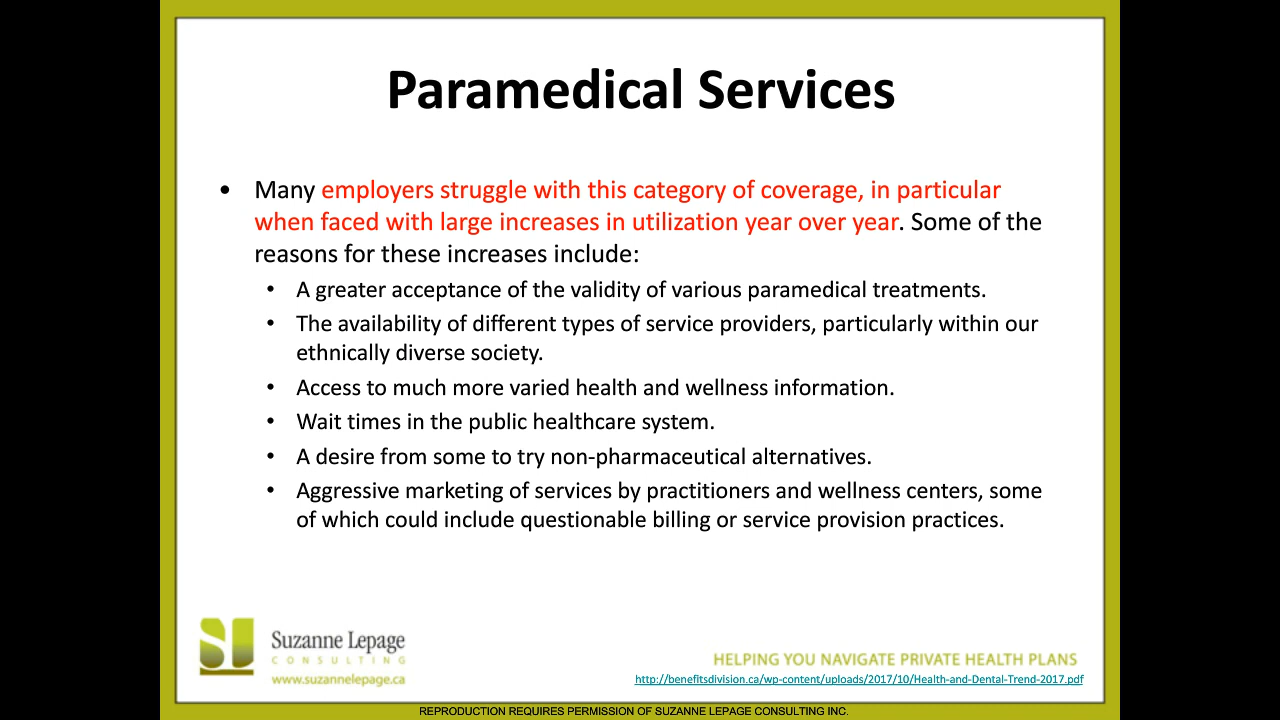 Paramedical Services
• Many employers struggle with this category of coverage, in particular
when faced with large increases in utilization year over year. Some of the
reasons for these increases include:
• A greater acceptance of the validity of various paramedical treatments.
• The availability of different types of service providers, particularly within our
ethnically diverse society.
• Access to much more varied health and wellness information.
• Wait times in the public healthcare system.
• A desire from some to try non-pharmaceutical alternatives.
• Aggressive marketing of services by practitioners and wellness centers, some
of which could include questionable billing or service provision practices.
SL
Suzanne Lepage
CONSULTING
www.suzannelepage.ca
HELPING YOU NAVIGATE PRIVATE HEALTH PLANS
http://benefitsdivision.ca/wp-content/uploads/2017/10/Health-and-Dental-Trend-2017.pdf
REPRODUCTION REQUIRES PERMISSION OF SUZANNE LEPAGE CONSULTING INC.